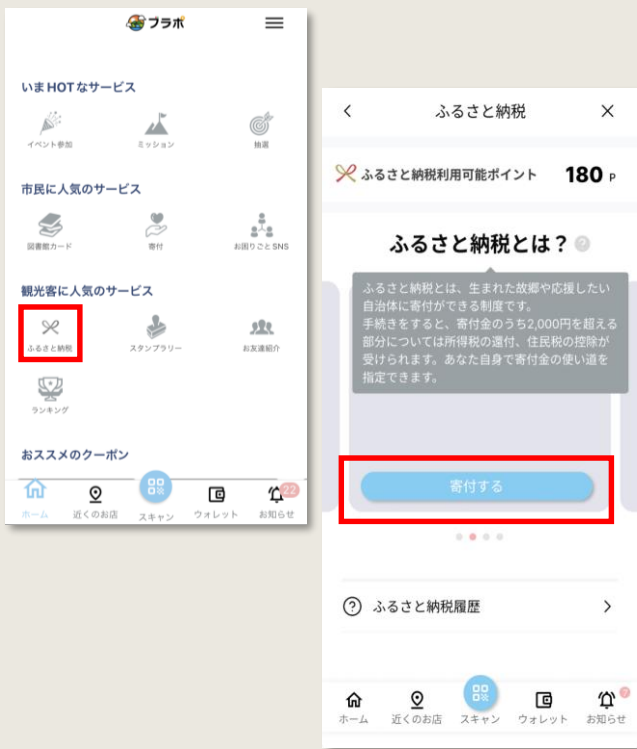 プラポ
いまHOTなサービス
イベント参加
ミッション
抽選
市民に人気のサービス
図書館カード
寄付
お困りごとSNS
観光客に人気のサービス
ふるさと納税
スタンプラリー
お友達紹介
ランキング
おススメのクーポン
22
ホーム
近くのお店
スキャン
ウォレット
お知らせ
ふるさと納税
ふるさと納税利用可能ポイント 180 P
ふるさと納税とは？
ふるさと納税とは、生まれた故郷や応援したい
自治体に寄付ができる制度です。
手続きをすると、寄付金のうち2,000円を超える
部分については所得税の還付、住民税の控除が
受けられます。あなた自身で寄付金の使い道を
指定できます。
寄付する
ふるさと納税履歴
ホーム
近くのお店
スキャン
ウォレット
お知らせ